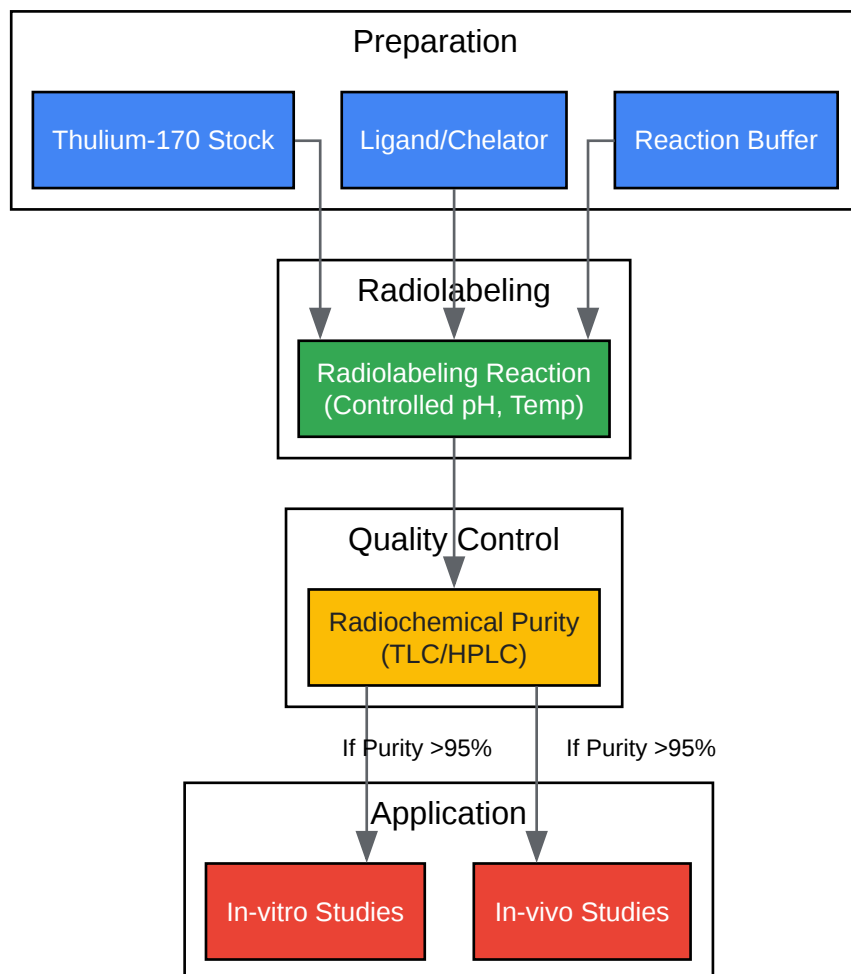 Preparation
Thulium-170 Stock
Ligand/Chelator
Reaction Buffer
Radiolabeling
Radiolabeling Reaction
(Controlled pH, Temp)
Quality Control
Radiochemical Purity
(TLC/HPLC)
If Purity >95%
If Purity >95%
Application
In-vitro Studies
In-vivo Studies